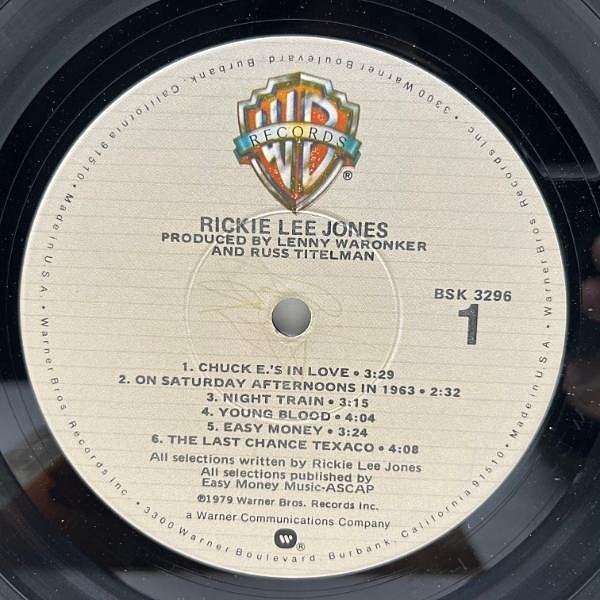 WB
RECORDS
®
RICKIE LEE JONES
PRODUCED BY LENNY WARONKER
AND RUSS TITELMAN
BSK 3296
1
1. CHUCK E.'S IN LOVE • 3:29
2. ON SATURDAY AFTERNOONS IN 1963 • 2:32
3. NIGHT TRAIN • 3:15
4. YOUNG BLOOD • 4:04
5. EASY MONEY • 3:24
6. THE LAST CHANCE TEXACO • 4:08
All selections written by Rickie Lee Jones
All selections published by
Easy Money Music-ASCAP
℗1979 Warner Bros. Records Inc.
a Warner Communications Company
W®
Warner Bros Records Inc. • 3300 Warner Boulevard, Burbank, California 91510 • Made in U.S.A. • Warner Bros Records Inc. • 3300 Warner Boulevard, Burbank, California 91510 • Made in U.S.A. •